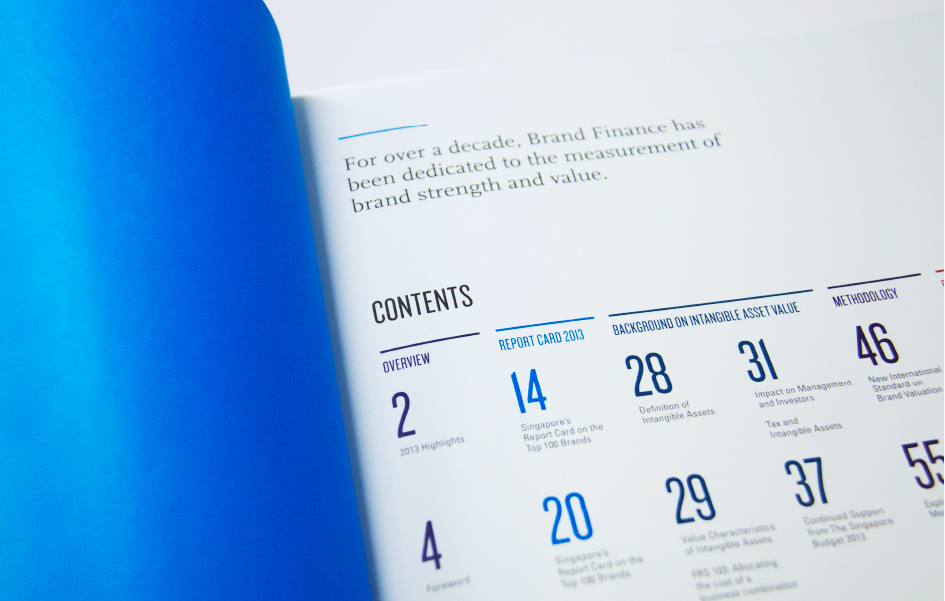 For over a decade, Brand Finance has
been dedicated to the measurement of
brand strength and value.
CONTENTS
OVERVIEW
2
2013 Highlights
4
Foreword
REPORT CARD 2013
14
Singapore's
Report Card on the
Top 100 Brands
20
Singapore's
Report Card on the
Top 100 Brands
BACKGROUND ON INTANGIBLE ASSET VALUE
28
Definition of
Intangible Assets
31
Impact on Management
and Investors
Tax and
Intangible Assets
29
Value Characteristics
of Intangible Assets
FRS 103: Allocating
the cost of a
business combination
37
Continued Support
from The Singapore
Budget 2013
METHODOLOGY
46
New International
Standard on
Brand Valuation
55